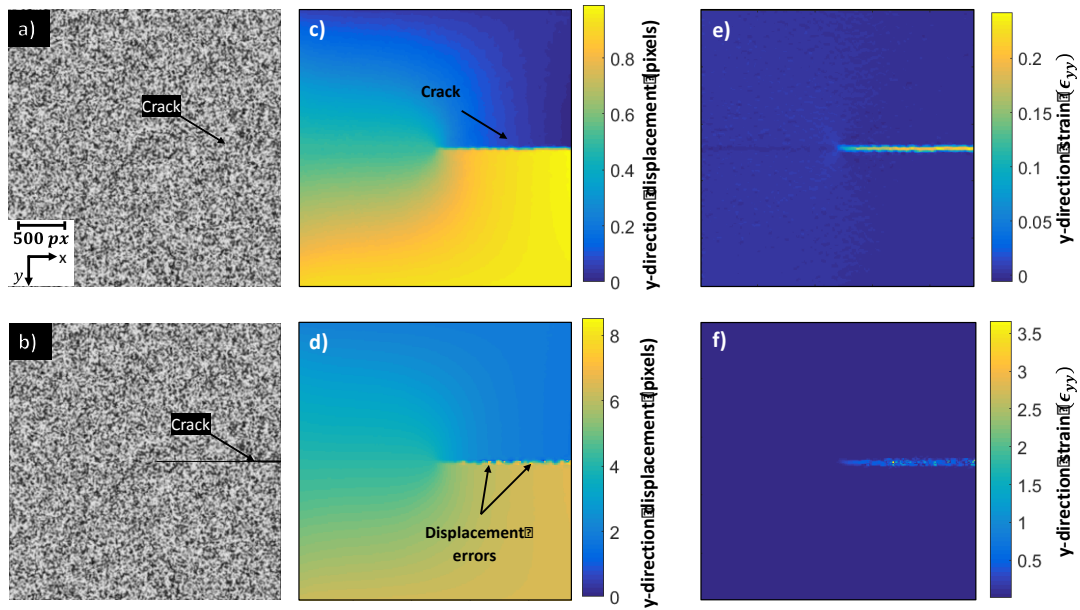 a)
Crack
500 px
x
y
c)
Crack
0.8
0.6
0.4
0.2
0
y-direction displacement (pixels)
e)
0.2
0.15
0.1
0.05
0
y-direction strain (ϵyy)
b)
Crack
d)
Displacement
errors
8
6
4
2
0
y-direction displacement (pixels)
f)
3.5
3
2.5
2
1.5
1
0.5
y-direction strain (ϵyy)